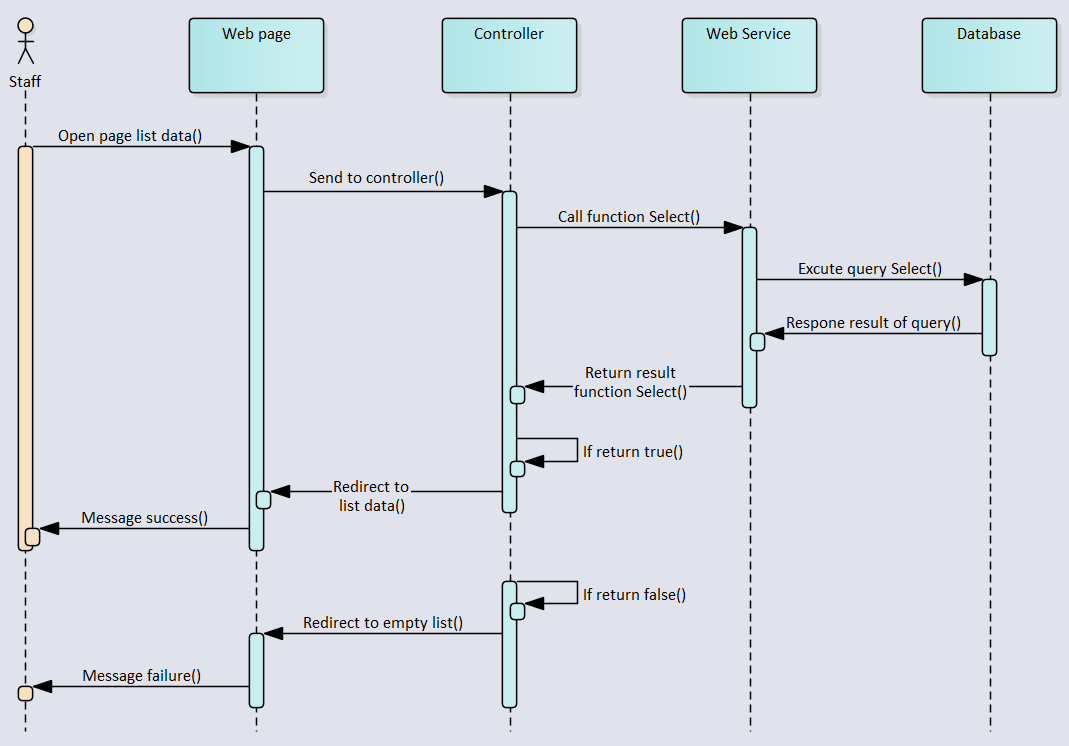 Staff
Web page
Controller
Web Service
Database
Open page list data()
Send to controller()
Call function Select()
Excute query Select()
Respone result of query()
Return result
function Select()
If return true()
Redirect to
list data()
Message success()
If return false()
Redirect to empty list()
Message failure()